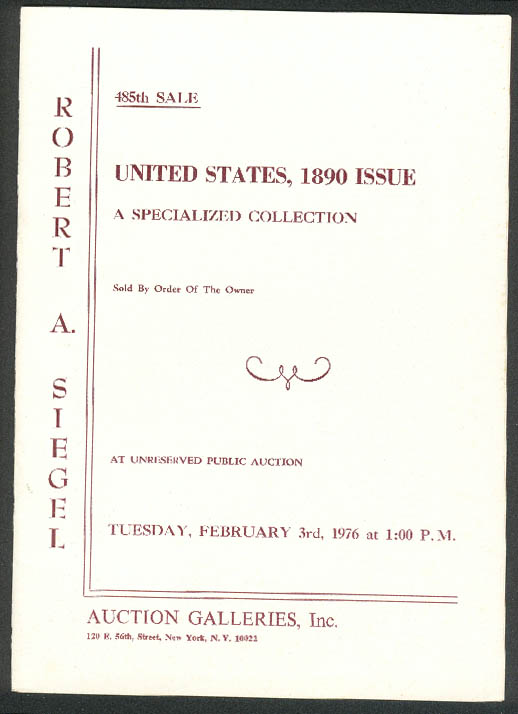 ROBERT A. SIEGEL
485th SALE
UNITED STATES, 1890 ISSUE
A SPECIALIZED COLLECTION
Sold By Order Of The Owner
AT UNRESERVED PUBLIC AUCTION
TUESDAY, FEBRUARY 3rd, 1976 at 1:00 P.M.
AUCTION GALLERIES, Inc.
120 E. 56th, Street, New York, N. Y. 10022